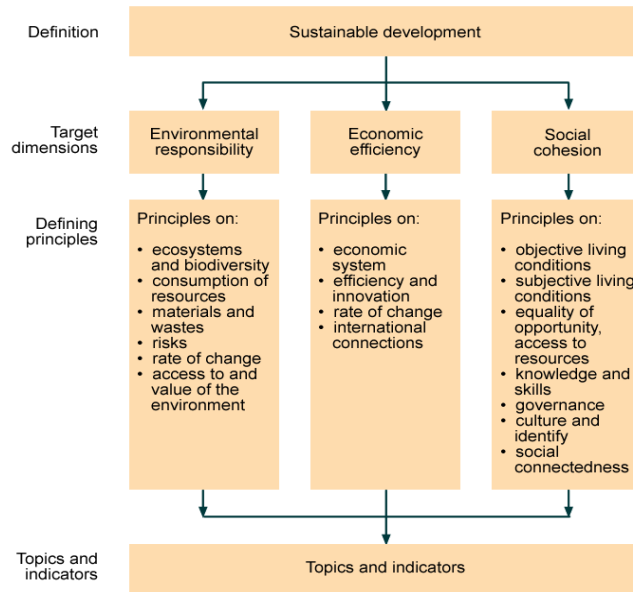 Definition
Sustainable development
Target
dimensions
Environmental
responsibility
Economic
efficiency
Social
cohesion
Defining
principles
Principles on:
• ecosystems
and biodiversity
• consumption of
resources
• materials and
wastes
• risks
• rate of change
• access to and
value of the
environment
Principles on:
• economic
system
• efficiency and
innovation
• rate of change
• international
connections
Principles on:
• objective living
conditions
• subjective living
conditions
• equality of
opportunity,
access to
resources
• knowledge and
skills
• governance
• culture and
identify
• social
connectedness
Topics and
indicators
Topics and indicators